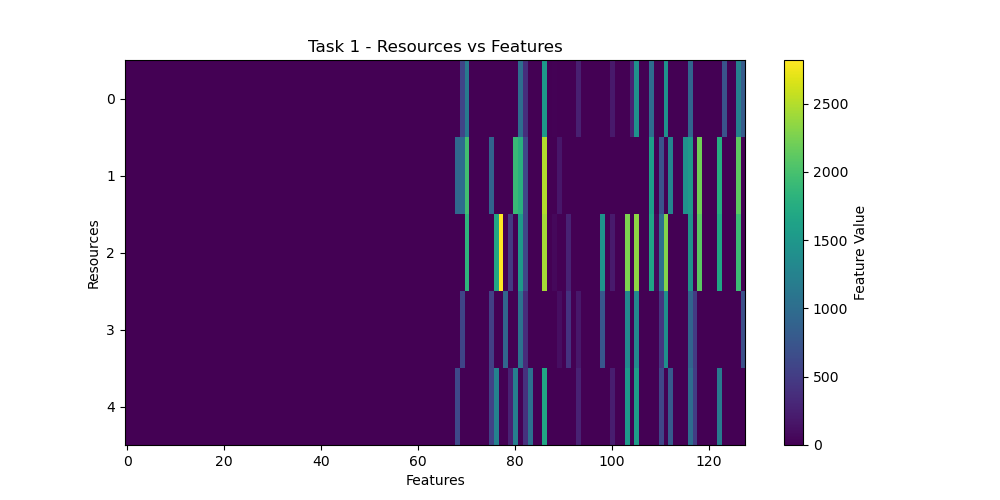 Task 1 - Resources vs Features
Resources
0
1
2
3
4
0 20 40 60 80 100 120
Features
2500
2000
1500
1000
500
0
Feature Value